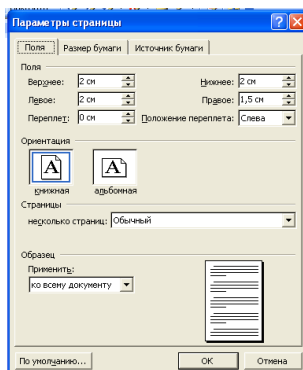 Параметры страницы
Поля Размер бумаги Источник бумаги
Поля
Верхнее: 2 см Нижнее: 2 см
Левое: 2 см Правое: 1,5 см
Переплет: 0 см Положение переплета: Слева
Ориентация
A A
книжная альбомная
Страницы
несколько страниц: Обычный
Образец
Применить:
ко всему документу
По умолчанию... ОК Отмена